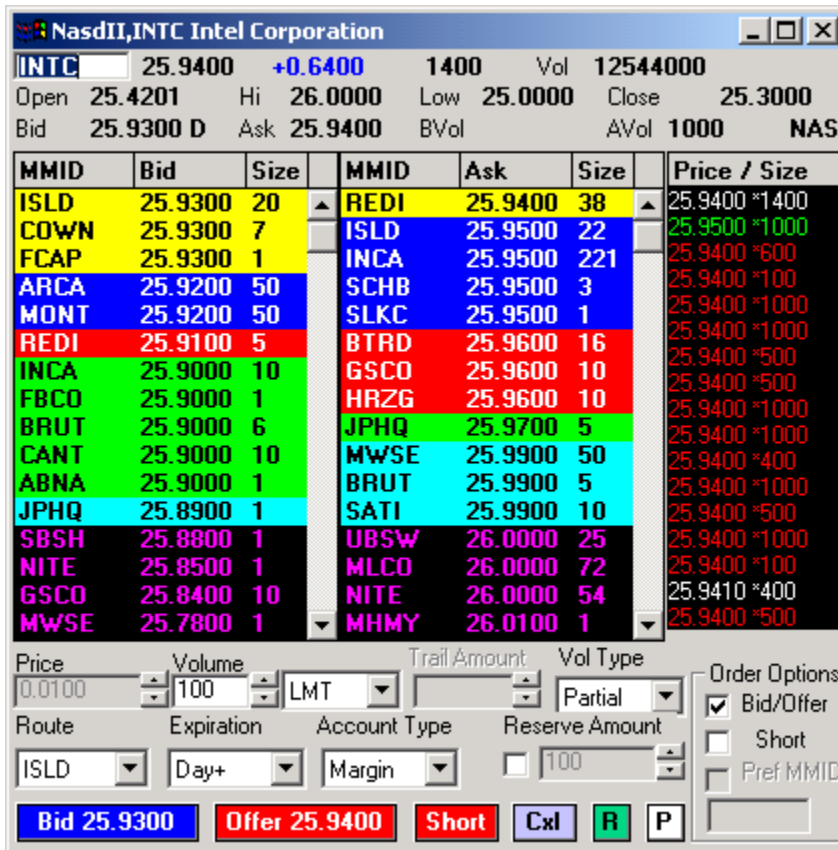 NasdII,INTC Intel Corporation
INTC 25.9400 +0.6400 1400 Vol 12544000
Open 25.4201 Hi 26.0000 Low 25.0000 Close 25.3000
Bid 25.9300 D Ask 25.9400 BVol AVol 1000 NAS
MMID Bid Size MMID Ask Size Price / Size
ISLD 25.9300 20 REDI 25.9400 38 25.9400 *1400
COWN 25.9300 7 ISLD 25.9500 22 25.9500 *1000
FCAP 25.9300 1 INCA 25.9500 221 25.9400 *600
ARCA 25.9200 50 SCHB 25.9500 3 25.9400 *100
MONT 25.9200 50 SLKC 25.9500 1 25.9400 *1000
REDI 25.9100 5 BTRD 25.9600 16 25.9400 *1000
INCA 25.9000 10 GSCO 25.9600 10 25.9400 *500
FBCO 25.9000 1 HRZG 25.9600 10 25.9400 *500
BRUT 25.9000 6 JPHQ 25.9700 5 25.9400 *1000
CANT 25.9000 10 MWSE 25.9900 50 25.9400 *1000
ABNA 25.9000 1 BRUT 25.9900 5 25.9400 *400
JPHQ 25.8900 1 SATI 25.9900 10 25.9400 *1000
SBSH 25.8800 1 UBSW 26.0000 25 25.9400 *500
NITE 25.8500 1 MLCO 26.0000 72 25.9400 *1000
GSCO 25.8400 10 NITE 26.0000 54 25.9400 *100
MWSE 25.7800 1 MHMY 26.0100 1 25.9410 *400
25.9400 *500
Price Volume Trail Amount Vol Type Order Options
0.0100 100 LMT Partial Bid/Offer
Route Expiration Account Type Reserve Amount Short
ISLD Day+ Margin 100 Pref MMID
Bid 25.9300 Offer 25.9400 Short Cxl R P